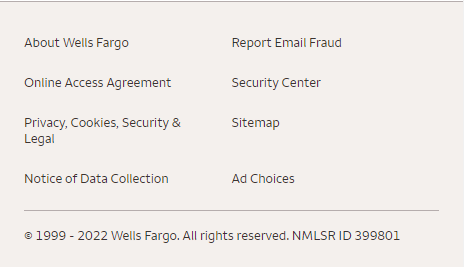 About Wells Fargo
Report Email Fraud
Online Access Agreement
Security Center
Privacy, Cookies, Security &
Legal
Sitemap
Notice of Data Collection
Ad Choices
© 1999 - 2022 Wells Fargo. All rights reserved. NMLSR ID 399801